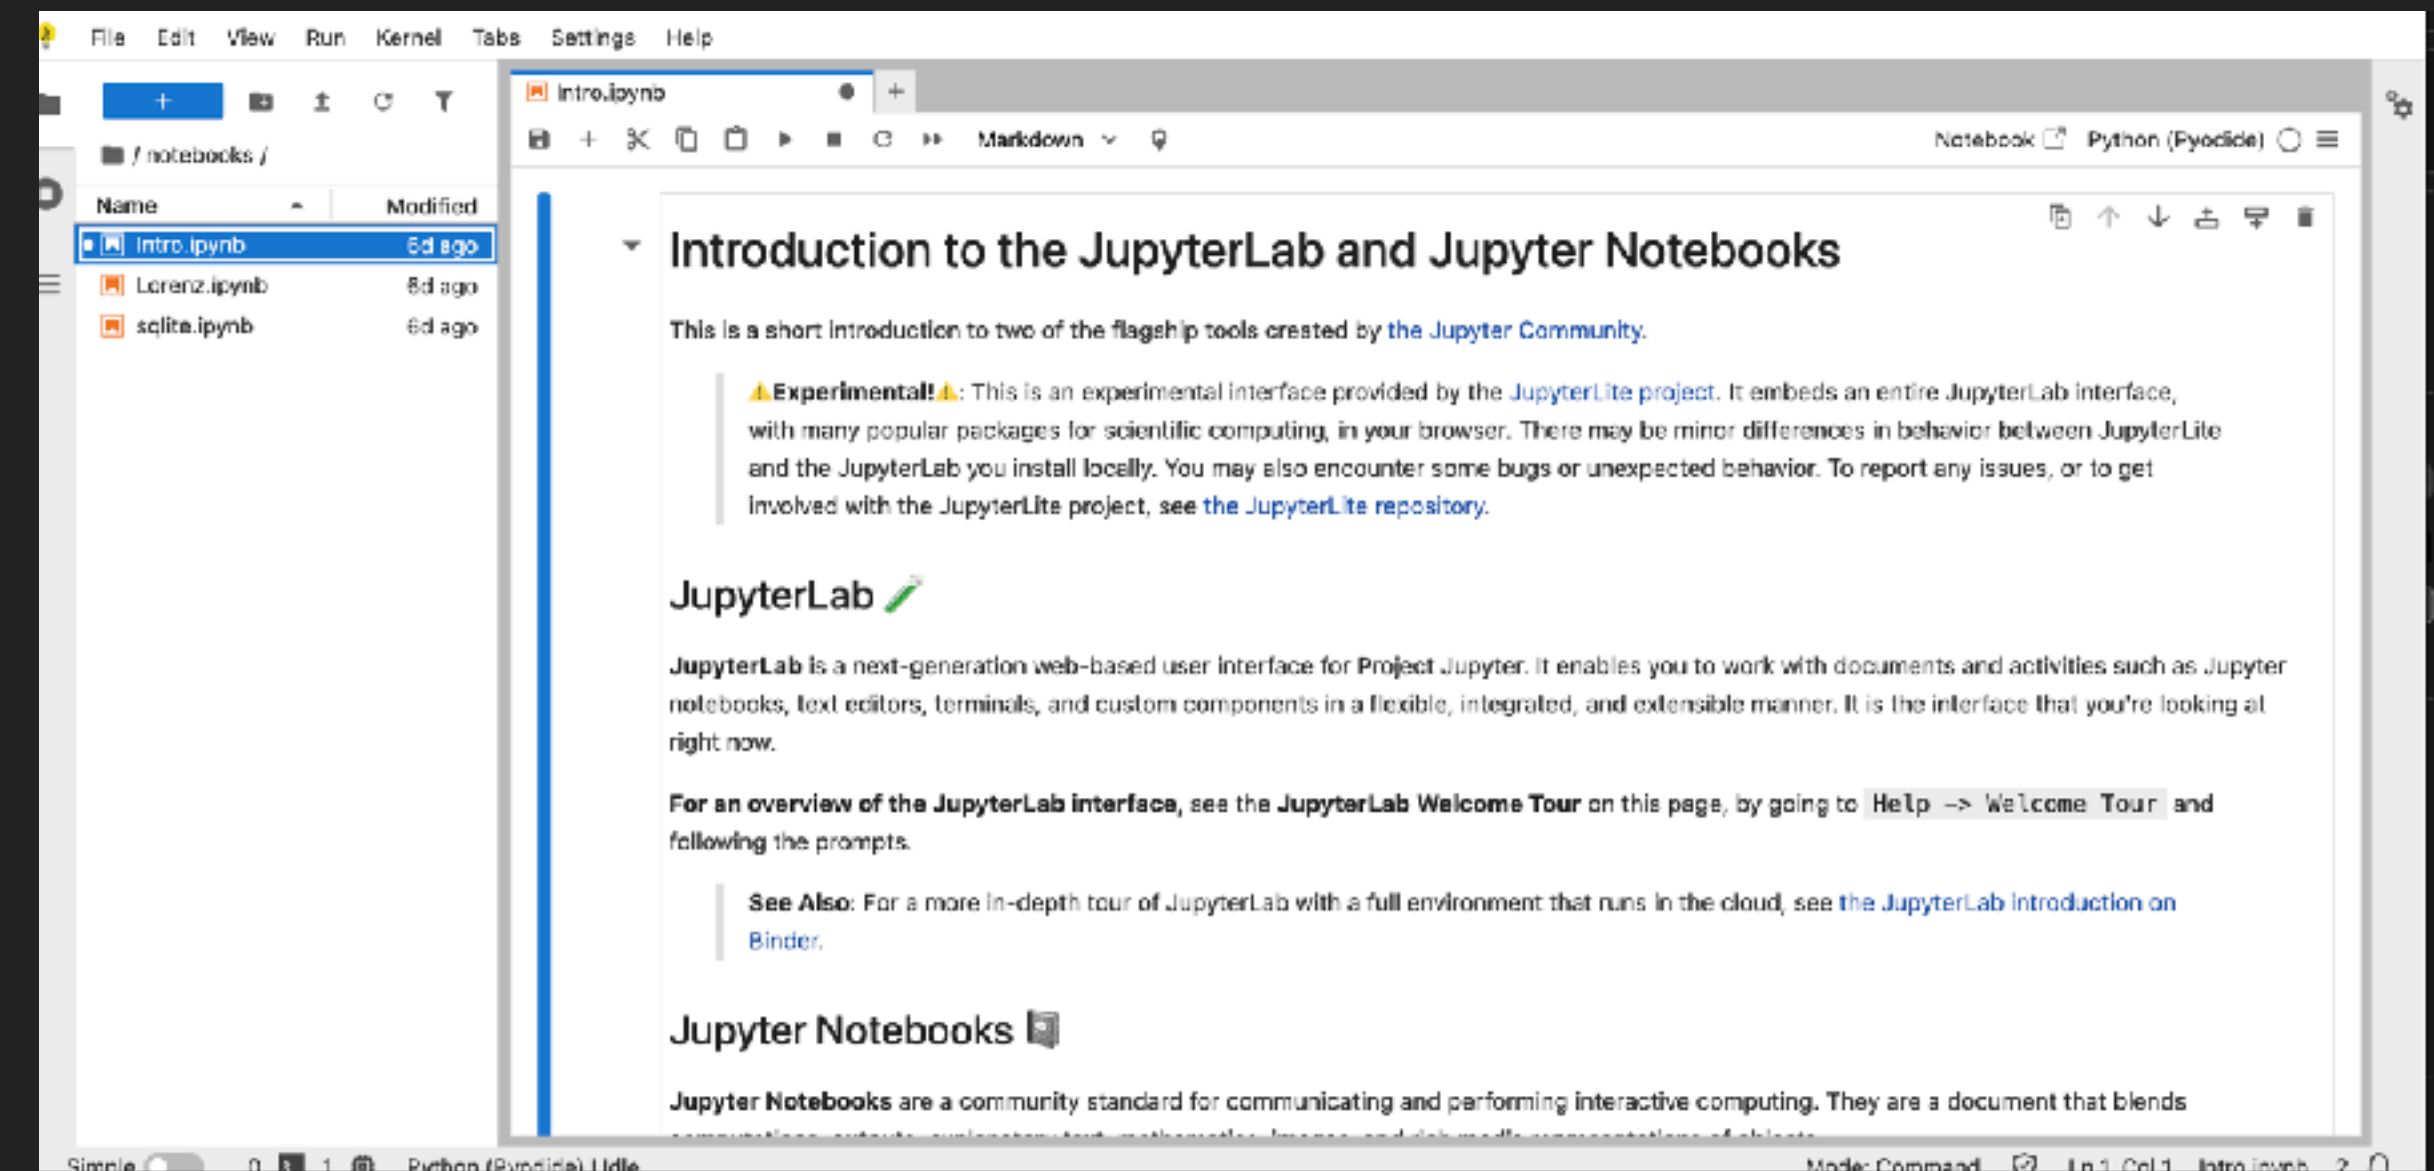 File Edit View Run Kernel Tabs Settings Help
Intro.ipynb
Markdown
Notebook Python (Pyodide)
/ notebooks /
Name Modified
Intro.ipynb 6d ago
Lorenz.ipynb 6d ago
sqlite.ipynb 6d ago
Introduction to the JupyterLab and Jupyter Notebooks
This is a short introduction to two of the flagship tools created by the Jupyter Community.
⚠️Experimental!⚠️: This is an experimental interface provided by the JupyterLite project. It embeds an entire JupyterLab interface,
with many popular packages for scientific computing, in your browser. There may be minor differences in behavior between JupyterLite
and the JupyterLab you install locally. You may also encounter some bugs or unexpected behavior. To report any issues, or to get
involved with the JupyterLite project, see the JupyterLite repository.
JupyterLab 🧪
JupyterLab is a next-generation web-based user interface for Project Jupyter. It enables you to work with documents and activities such as Jupyter
notebooks, text editors, terminals, and custom components in a flexible, integrated, and extensible manner. It is the interface that you're looking at
right now.
For an overview of the JupyterLab interface, see the JupyterLab Welcome Tour on this page, by going to Help -> Welcome Tour and
following the prompts.
See Also: For a more in-depth tour of JupyterLab with a full environment that runs in the cloud, see the JupyterLab introduction on
Binder.
Jupyter Notebooks 📓
Jupyter Notebooks are a community standard for communicating and performing interactive computing. They are a document that blends
Simple 0 1 Python (Pyodide) | Idle Mode: Command Ln 1, Col 1 Intro.ipynb 2